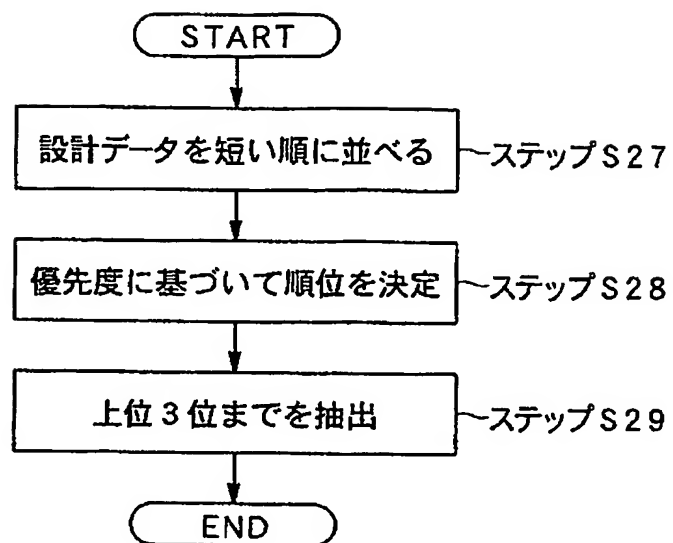 START
設計データを短い順に並べる
ステップS27
優先度に基づいて順位を決定
ステップS28
上位3位までを抽出
ステップS29
END